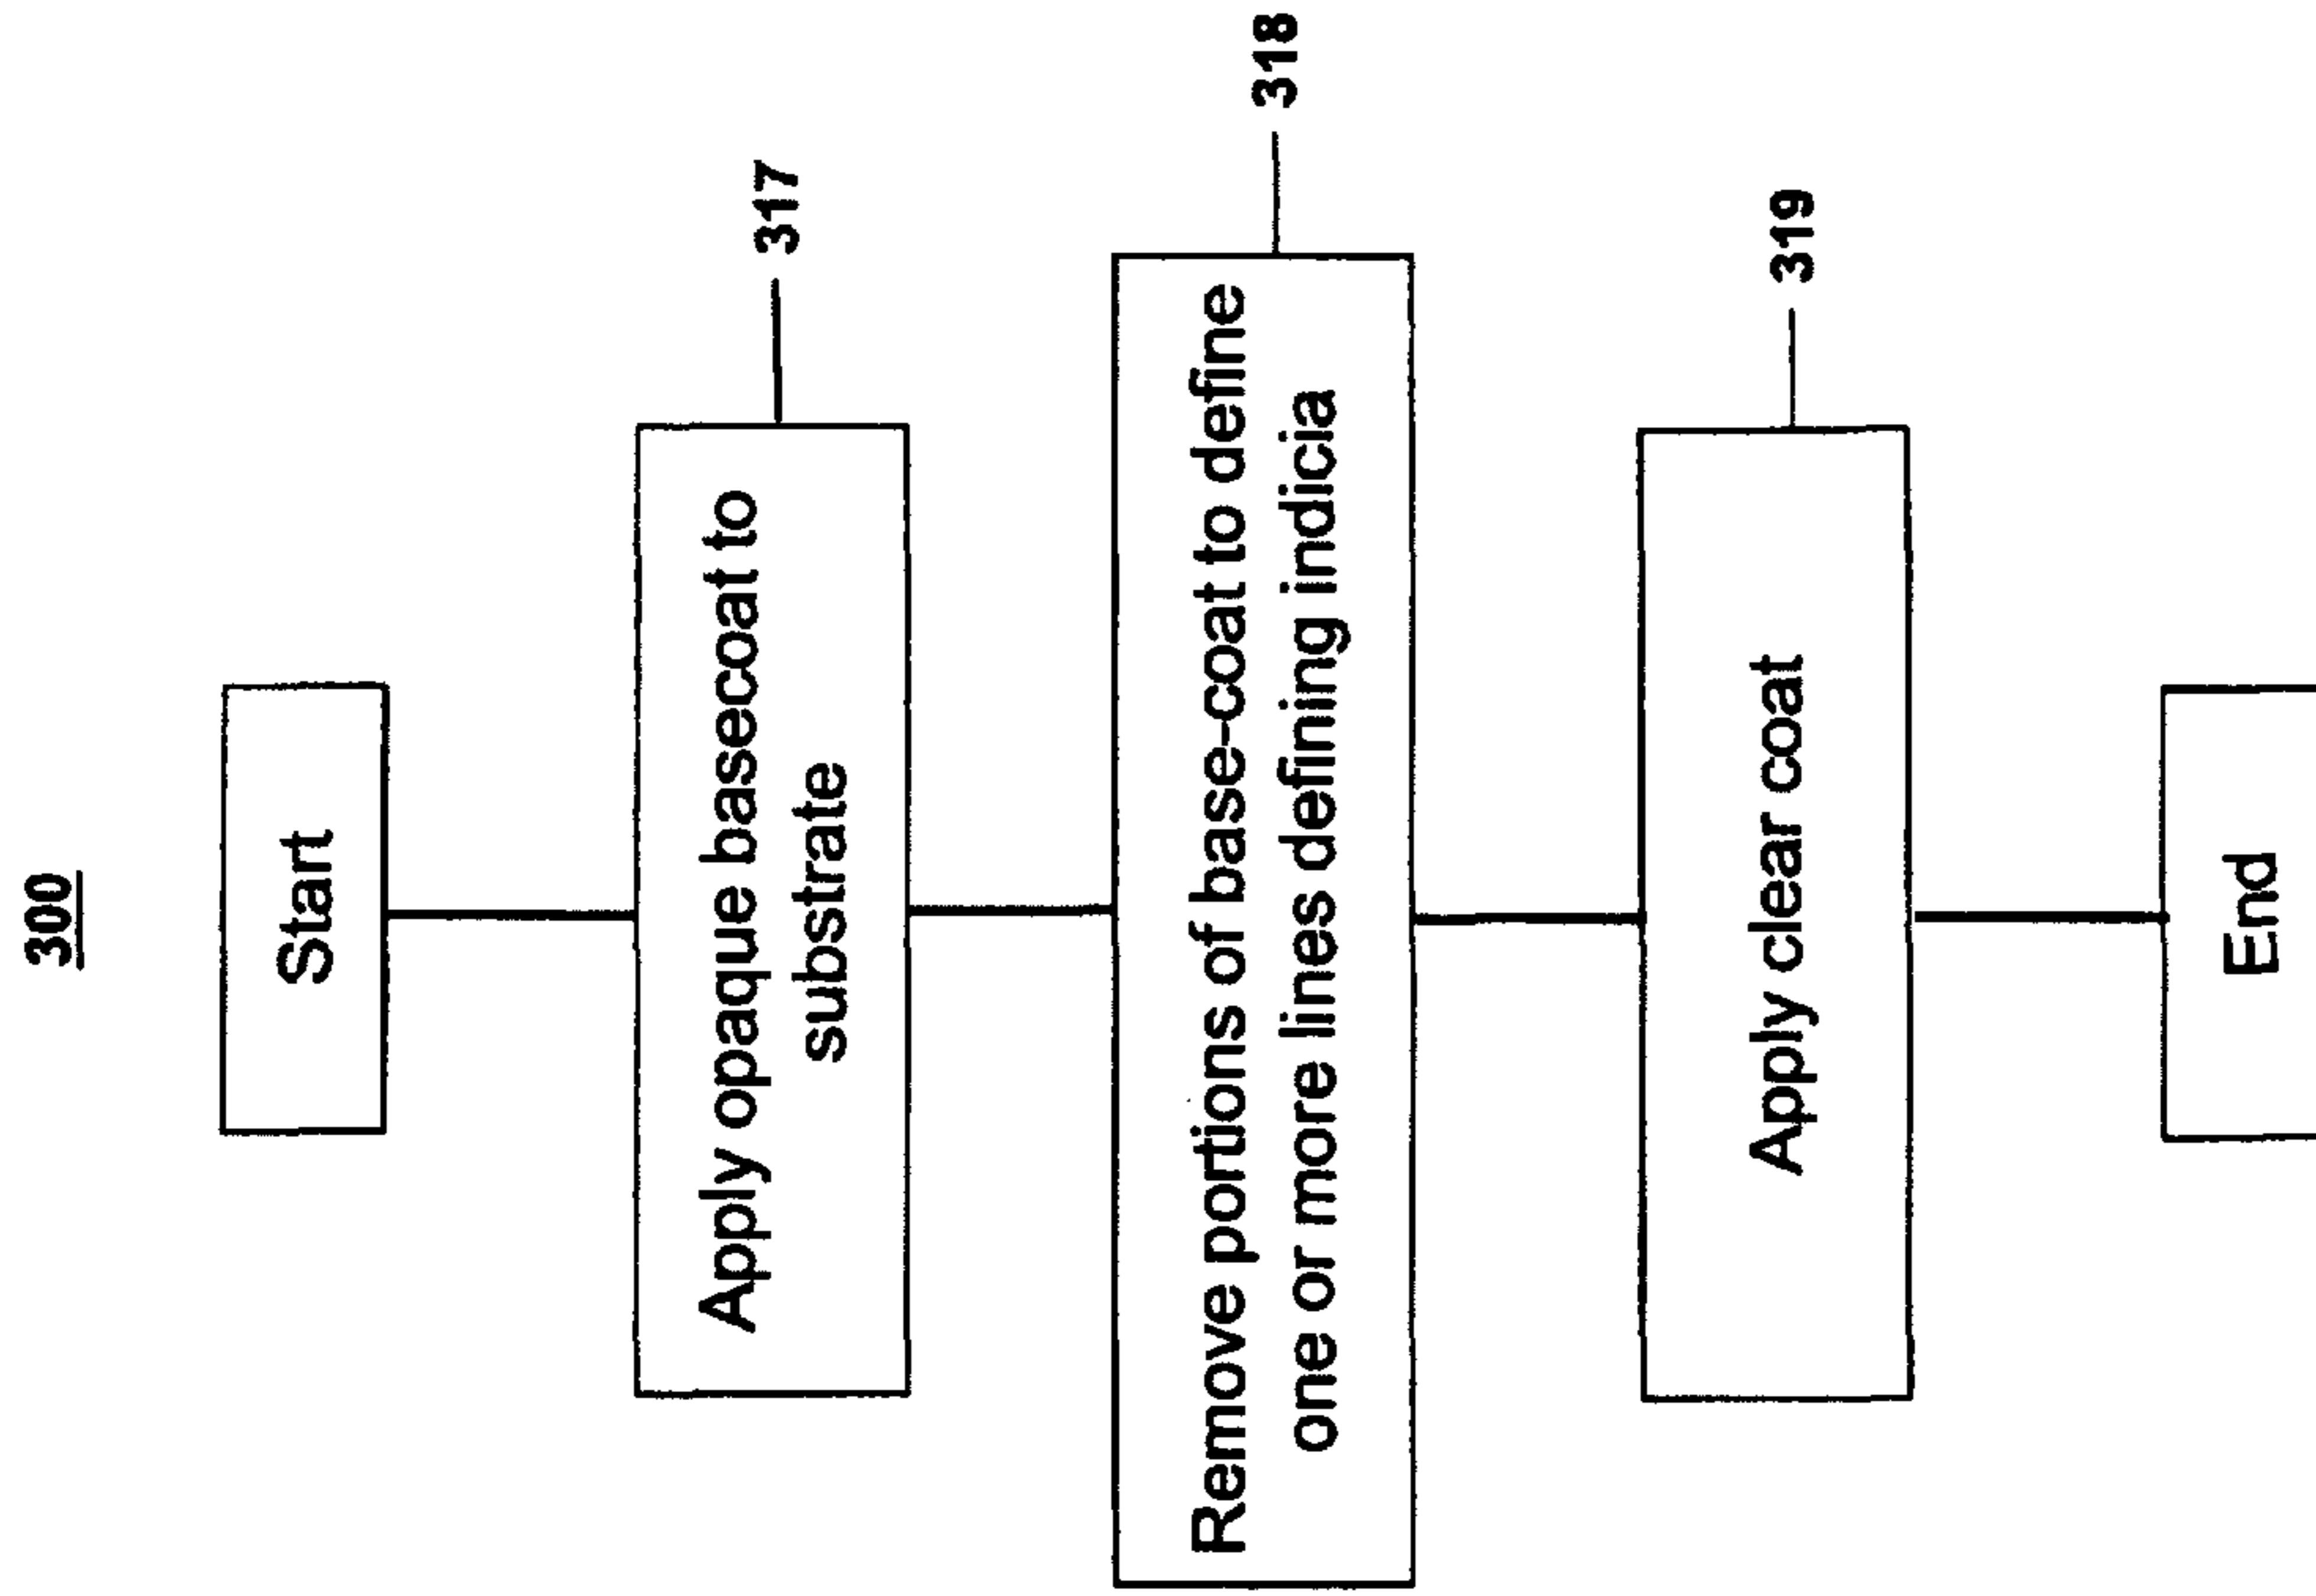 300
Start
Apply opaque basecoat to
substrate
317
Remove portions of base-coat to define
one or more lines defining indicia
318
Apply clear coat
319
End